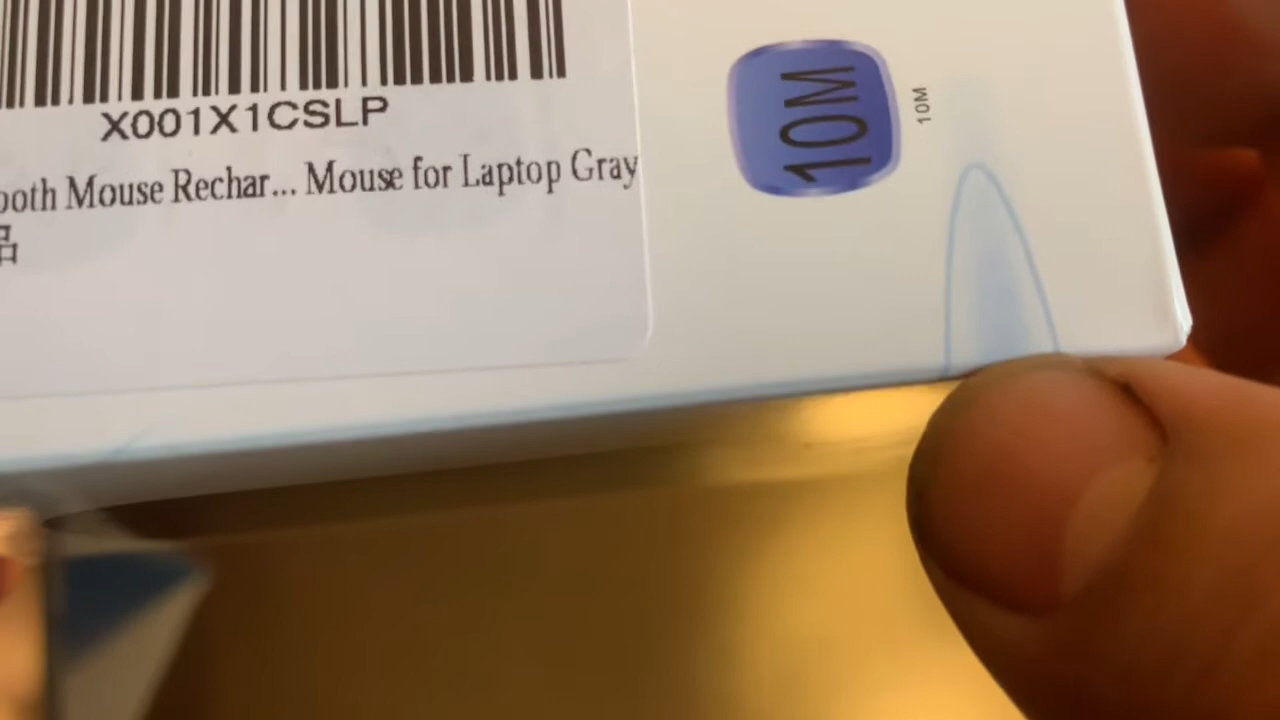 X001X1CSLP
ooth Mouse Rechar... Mouse for Laptop Gray
品
10M
10M